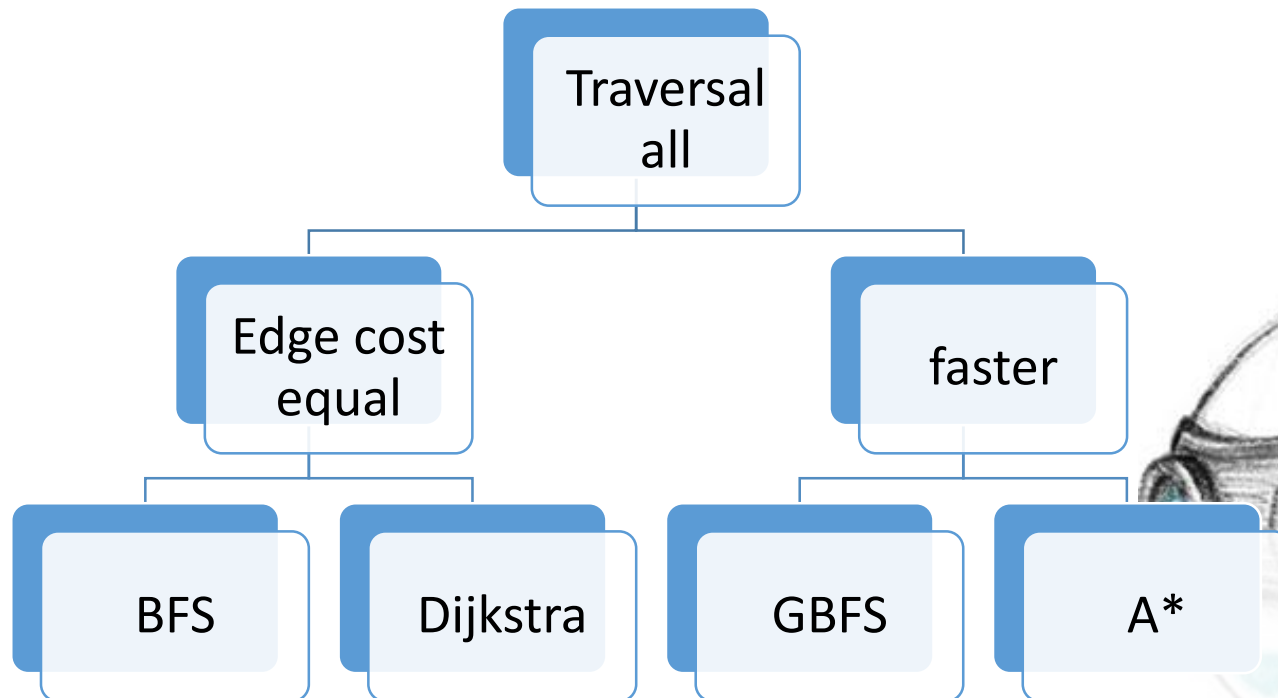 Traversal
all
Edge cost
equal
faster
BFS
Dijkstra
GBFS
A*